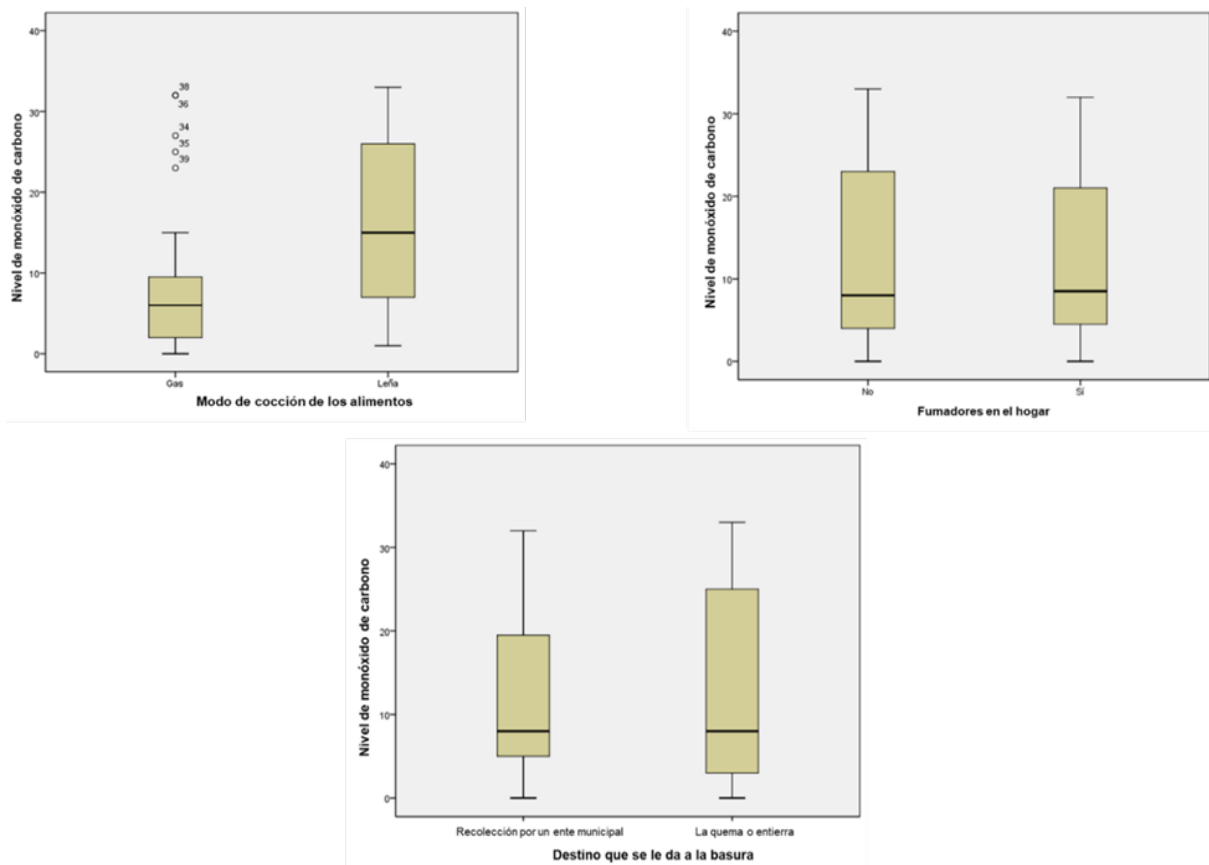 Nivel de monóxido de carbono
40
30
20
10
0
38
36
34
35
39
Gas
Leña
Modo de cocción de los alimentos
Nivel de monóxido de carbono
40
30
20
10
0
No
Sí
Fumadores en el hogar
Nivel de monóxido de carbono
40
30
20
10
0
Recolección por un ente municipal
La quema o entierra
Destino que se le da a la basura